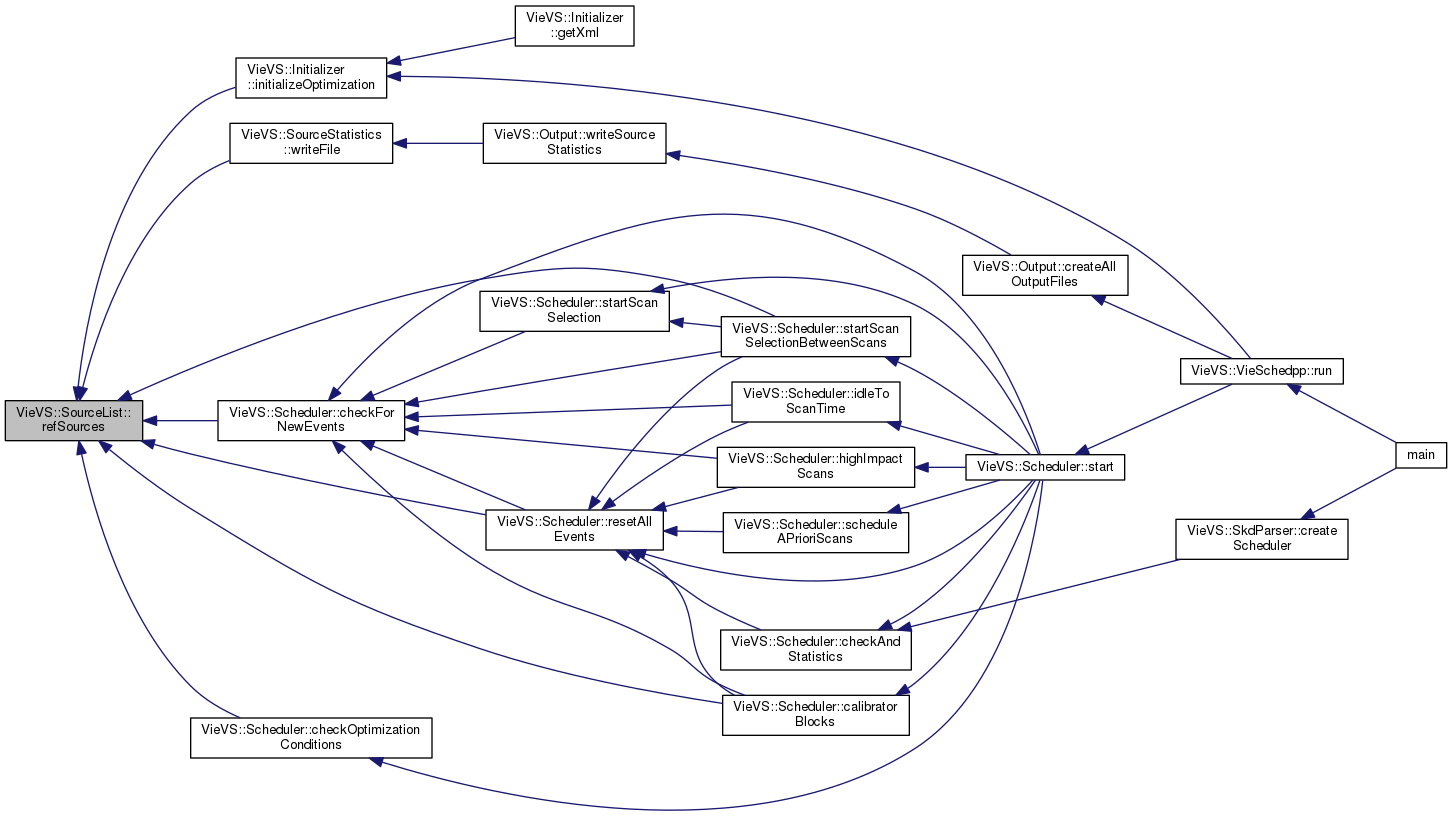 VieVS::Initializer
::getXml
VieVS::Initializer
::initializeOptimization
VieVS::SourceStatistics
::writeFile
VieVS::Output::writeSource
Statistics
VieVS::Output::createAll
OutputFiles
VieVS::Scheduler::startScan
Selection
VieVS::Scheduler::startScan
SelectionBetweenScans
VieVS::VieSchedpp::run
VieVS::SourceList::
refSources
VieVS::Scheduler::checkFor
NewEvents
VieVS::Scheduler::idleTo
ScanTime
VieVS::Scheduler::highImpact
Scans
VieVS::Scheduler::start
main
VieVS::Scheduler::resetAll
Events
VieVS::Scheduler::schedule
APrioriScans
VieVS::SkdParser::create
Scheduler
VieVS::Scheduler::checkAnd
Statistics
VieVS::Scheduler::calibrator
Blocks
VieVS::Scheduler::checkOptimization
Conditions